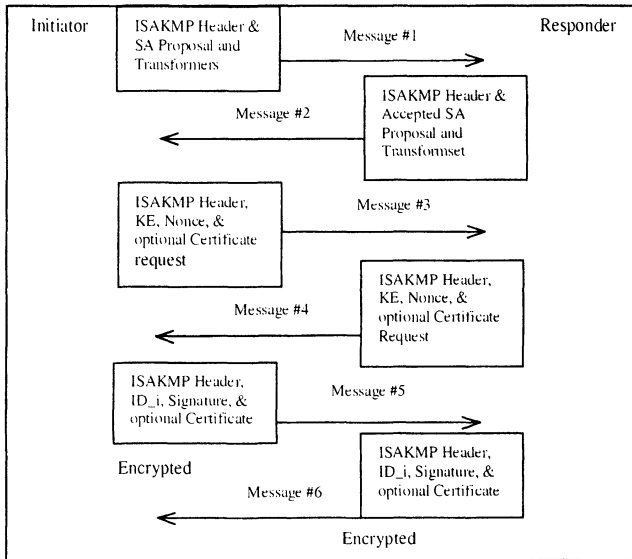 Initiator
ISAKMP Header &
SA Proposal and
Transformers
Message #1
Responder
Message #2
ISAKMP Header &
Accepted SA
Proposal and
Transformset
ISAKMP Header,
KE, Nonce, &
optional Certificate
request
Message #3
Message #4
ISAKMP Header,
KE, Nonce, &
optional Certificate
Request
ISAKMP Header,
ID_i, Signature, &
optional Certificate
Message #5
Encrypted
Message #6
ISAKMP Header,
ID_i, Signature, &
optional Certificate
Encrypted